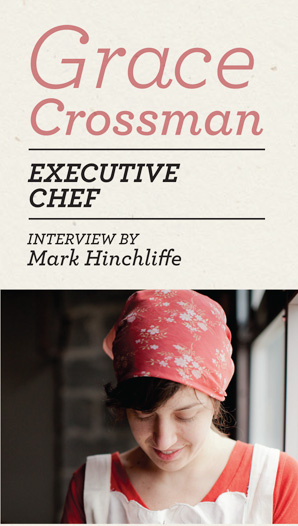 Grace
Crossman
EXECUTIVE
CHEF
INTERVIEW BY
Mark Hinchliffe